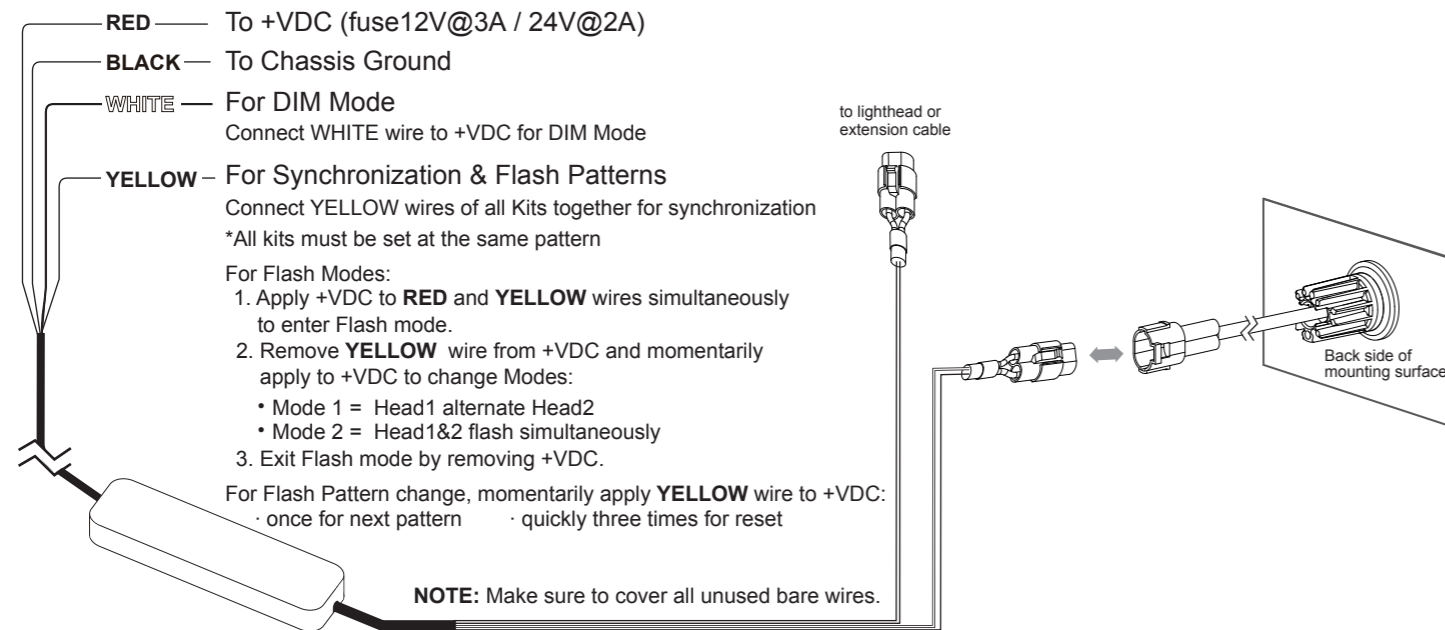 RED To +VDC (fuse12V@3A / 24V@2A)
BLACK To Chassis Ground
WHITE For DIM Mode
Connect WHITE wire to +VDC for DIM Mode
YELLOW For Synchronization & Flash Patterns
Connect YELLOW wires of all Kits together for synchronization
*All kits must be set at the same pattern
For Flash Modes:
1. Apply +VDC to RED and YELLOW wires simultaneously
to enter Flash mode.
2. Remove YELLOW wire from +VDC and momentarily
apply to +VDC to change Modes:
• Mode 1 = Head1 alternate Head2
• Mode 2 = Head1&2 flash simultaneously
3. Exit Flash mode by removing +VDC.
For Flash Pattern change, momentarily apply YELLOW wire to +VDC:
· once for next pattern · quickly three times for reset
NOTE: Make sure to cover all unused bare wires.
to lighthead or
extension cable
Back side of
mounting surface